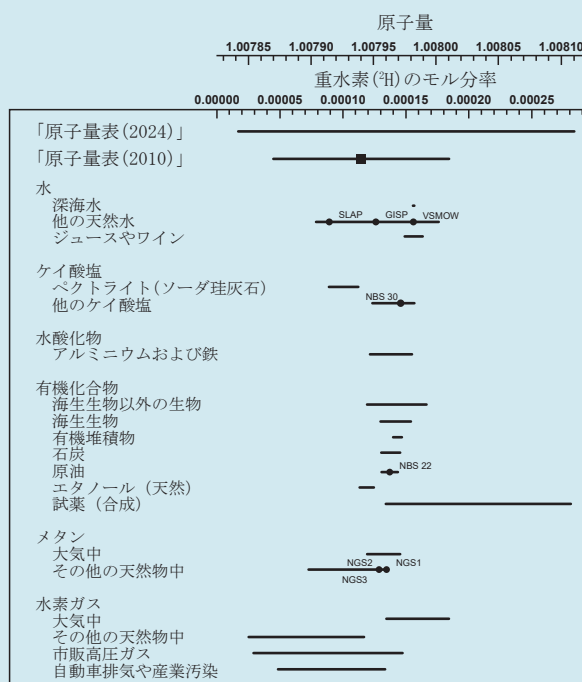 原子量
1.00785 1.00790 1.00795 1.00800 1.00805 1.00810
重水素(²H)のモル分率
0.00000 0.00005 0.00010 0.00015 0.00020 0.00025
「原子量表(2024)」
「原子量表(2010)」
水
深海水
他の天然水 SLAP GISP VSMOW
ジュースやワイン
ケイ酸塩
ペクトライト(ソーダ珪灰石)
他のケイ酸塩 NBS 30
水酸化物
アルミニウムおよび鉄
有機化合物
海生生物以外の生物
海生生物
有機堆積物
石炭
原油 NBS 22
エタノール (天然)
試薬 (合成)
メタン
大気中
その他の天然物中 NGS2 NGS1
NGS3
水素ガス
大気中
その他の天然物中
市販高圧ガス
自動車排気や産業汚染